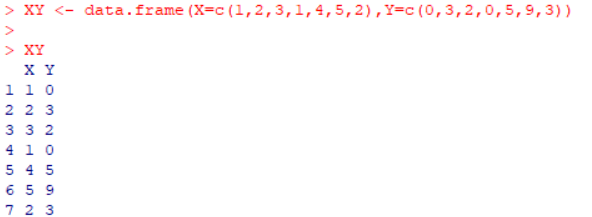 > XY <- data.frame(X=c(1,2,3,1,4,5,2),Y=c(0,3,2,0,5,9,3))
>
> XY
  X Y
1 1 0
2 2 3
3 3 2
4 1 0
5 4 5
6 5 9
7 2 3